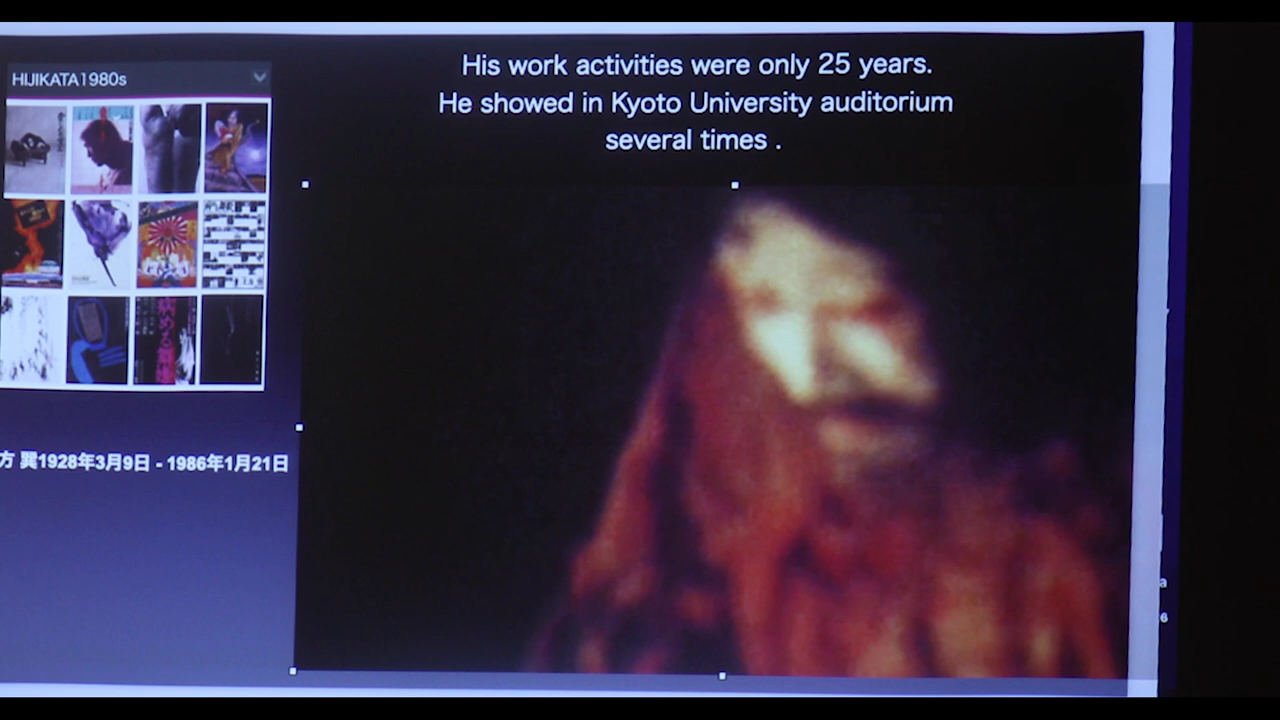 HIJIKATA1980s
His work activities were only 25 years.
He showed in Kyoto University auditorium
several times .
方 巽1928年3月9日 - 1986年1月21日
a
6